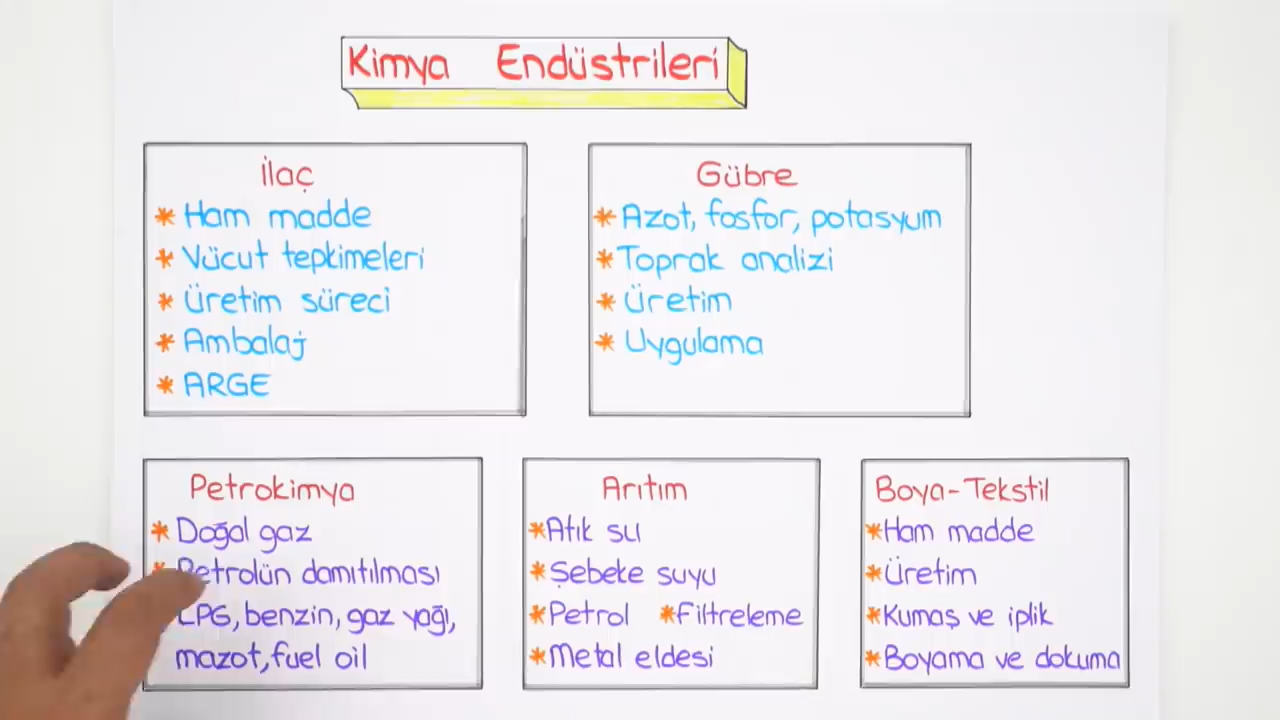 Kimya Endüstrileri
İlaç
* Ham madde
* Vücut tepkimeleri
* Üretim süreci
* Ambalaj
* ARGE
Gübre
* Azot, fosfor, potasyum
* Toprak analizi
* Üretim
* Uygulama
Petrokimya
* Doğal gaz
* Petrolün damıtılması
LPG, benzin, gaz yağı,
mazot, fuel oil
Arıtım
* Atık su
* Şebeke suyu
* Petrol * Filtreleme
* Metal eldesi
Boya-Tekstil
* Ham madde
* Üretim
* Kumaş ve iplik
* Boyama ve dokuma